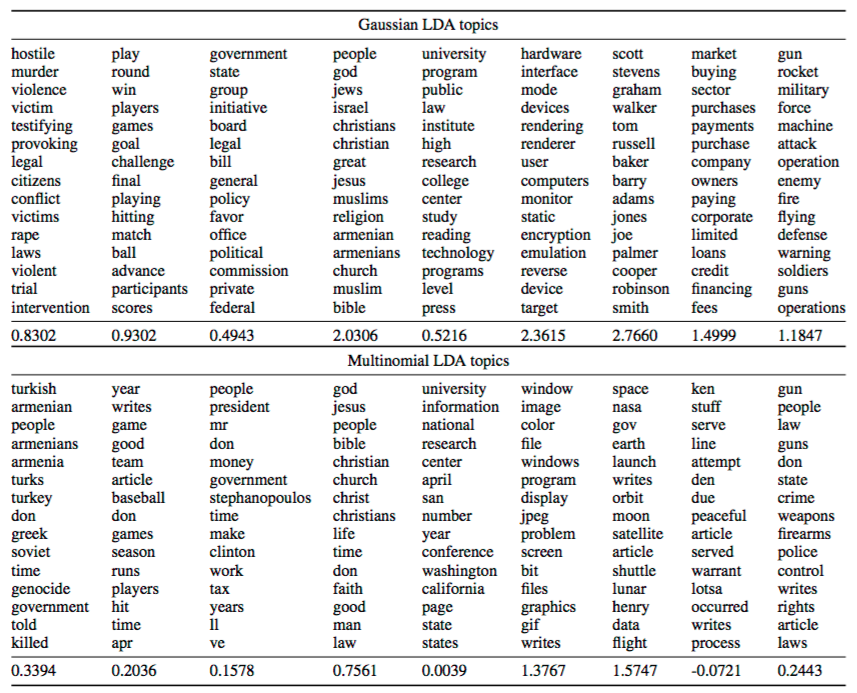 Gaussian LDA topics
hostile play government people university hardware scott market gun
murder round state god program interface stevens buying rocket
violence win group jews public mode graham sector military
victim players initiative israel law devices walker purchases force
testifying games board christians institute rendering tom payments machine
provoking goal legal christian high renderer russell purchase attack
legal challenge bill great research user baker company operation
citizens final general jesus college computers barry owners enemy
conflict playing policy muslims center monitor adams paying fire
victims hitting favor religion study static jones corporate flying
rape match office armenian reading encryption joe limited defense
laws ball political armenians technology emulation palmer loans warning
violent advance commission church programs reverse cooper credit soldiers
trial participants private muslim level device robinson financing guns
intervention scores federal bible press target smith fees operations
0.8302 0.9302 0.4943 2.0306 0.5216 2.3615 2.7660 1.4999 1.1847
Multinomial LDA topics
turkish year people god university window space ken gun
armenian writes president jesus information image nasa stuff people
people game mr people national color gov serve law
armenians good don bible research file earth line guns
armenia team money christian center windows launch attempt don
turks article government church april program writes den state
turkey baseball stephanopoulos christ san display orbit due crime
don don time christians number jpeg moon peaceful weapons
greek games make life year problem satellite article firearms
soviet season clinton time conference screen article served police
time runs work don washington bit shuttle warrant control
genocide players tax faith california files lunar lotsa writes
government hit years good page graphics henry occurred rights
told time ll man state gif data writes article
killed apr ve law states writes flight process laws
0.3394 0.2036 0.1578 0.7561 0.0039 1.3767 1.5747 -0.0721 0.2443